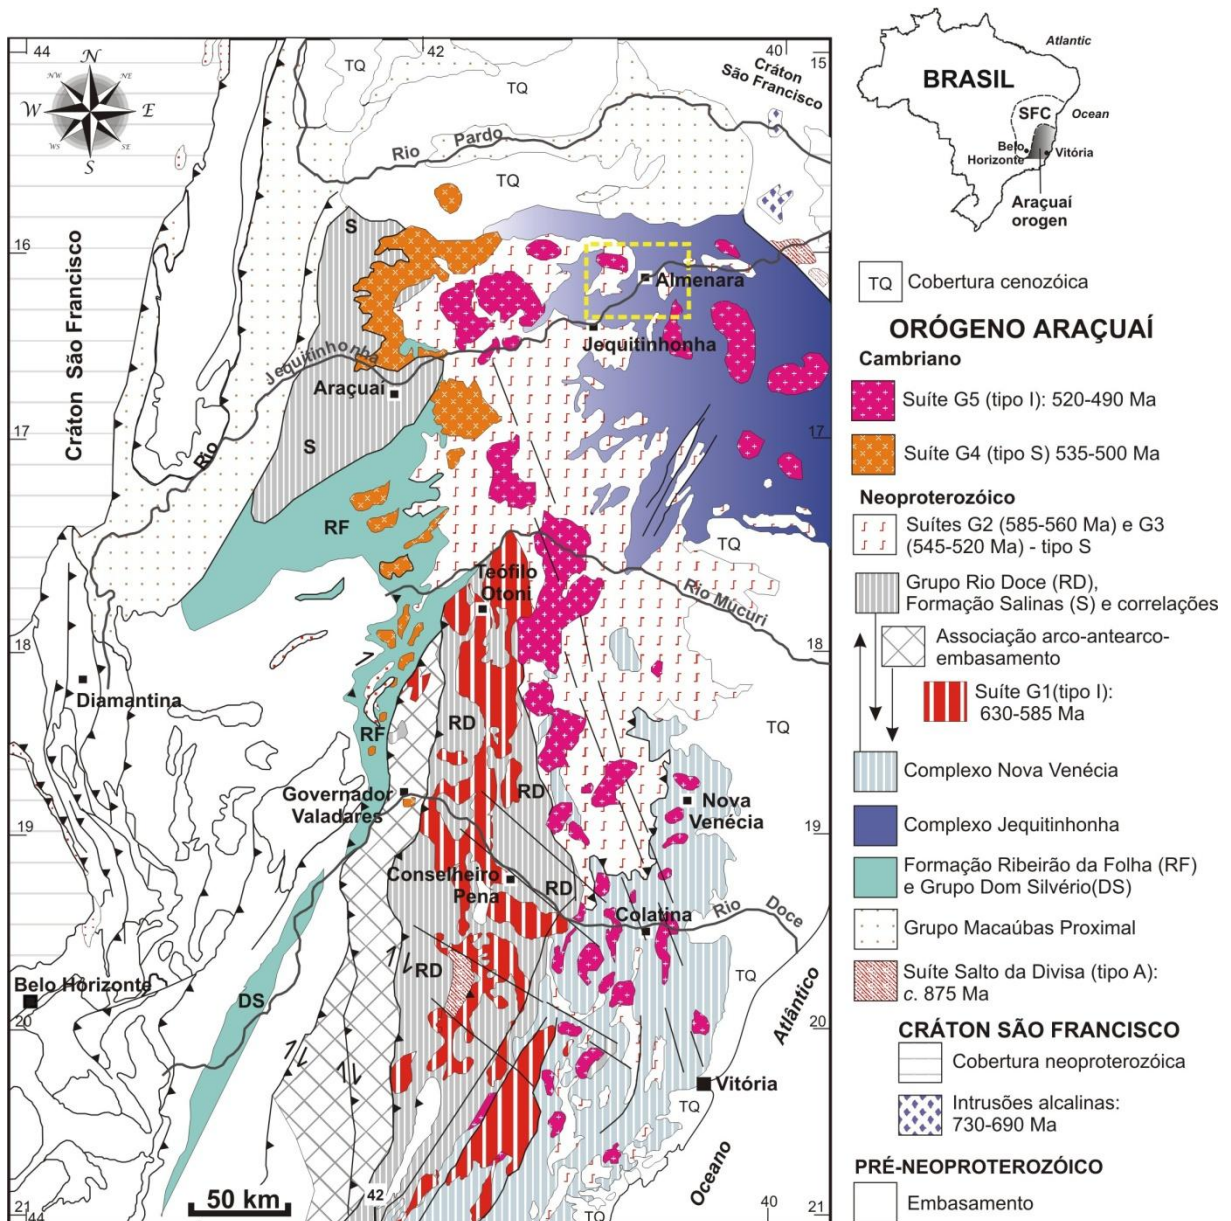 44
42
40
15
N
NW
NE
W
E
WS
SE
S
TQ
TQ
Cráton
São Francisco
Rio
Pardo
TQ
16
S
Almenara
Jequitinhonha
Jequitinhonha
Araçuaí
Cráton São Francisco
17
S
Rio
17
RF
TQ
Teófilo
Otoni
Rio Mucuri
18
18
Diamantina
RD
RF
TQ
RD
Governador
Valadares
Nova
Venécia
19
19
Conselheiro
Pena
RD
Colatina
Rio Doce
RD
TQ
TQ
Belo Horizonte
DS
20
20
Atlântico
Vitória
TQ
Oceano
50 km
42
TQ
40
21
44
21
Atlantic
BRASIL
SFC
Ocean
Belo
Horizonte
Vitória
Araçuaí
orogen
TQ Cobertura cenozóica
ORÓGENO ARAÇUAÍ
Cambriano
Suíte G5 (tipo I): 520-490 Ma
Suíte G4 (tipo S) 535-500 Ma
Neoproterozóico
Suítes G2 (585-560 Ma) e G3
(545-520 Ma) - tipo S
Grupo Rio Doce (RD),
Formação Salinas (S) e correlações
Associação arco-antearco-
embasamento
Suíte G1(tipo I):
630-585 Ma
Complexo Nova Venécia
Complexo Jequitinhonha
Formação Ribeirão da Folha (RF)
e Grupo Dom Silvério(DS)
Grupo Macaúbas Proximal
Suíte Salto da Divisa (tipo A):
c. 875 Ma
CRÁTON SÃO FRANCISCO
Cobertura neoproterozóica
Intrusões alcalinas:
730-690 Ma
PRÉ-NEOPROTEROZÓICO
Embasamento